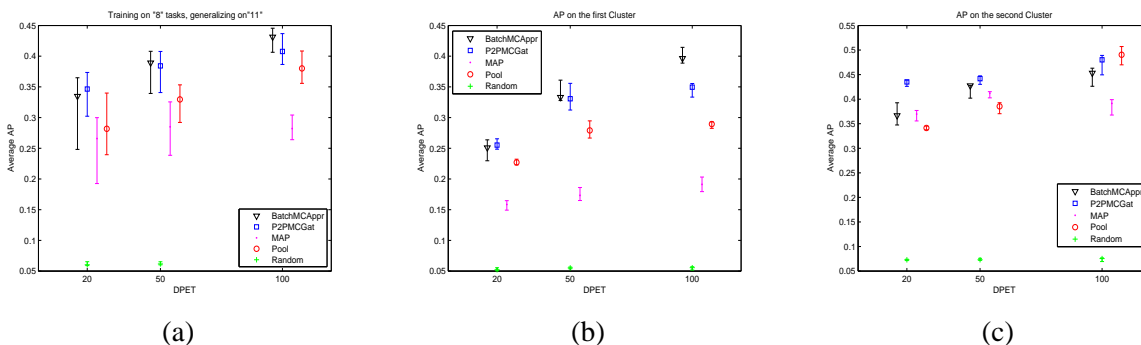 Training on "8" tasks, generalizing on"11"
0.45
0.4
0.35
0.3
0.25
0.2
0.15
0.1
0.05
Average AP
20
50
100
DPET
BatchMCAppr
P2PMCGat
MAP
Pool
Random
(a)
AP on the first Cluster
0.45
0.4
0.35
0.3
0.25
0.2
0.15
0.1
0.05
Average AP
20
50
100
DPET
BatchMCAppr
P2PMCGat
MAP
Pool
Random
(b)
AP on the second Cluster
0.55
0.5
0.45
0.4
0.35
0.3
0.25
0.2
0.15
0.1
0.05
Average AP
20
50
100
DPET
BatchMCAppr
P2PMCGat
MAP
Pool
Random
(c)